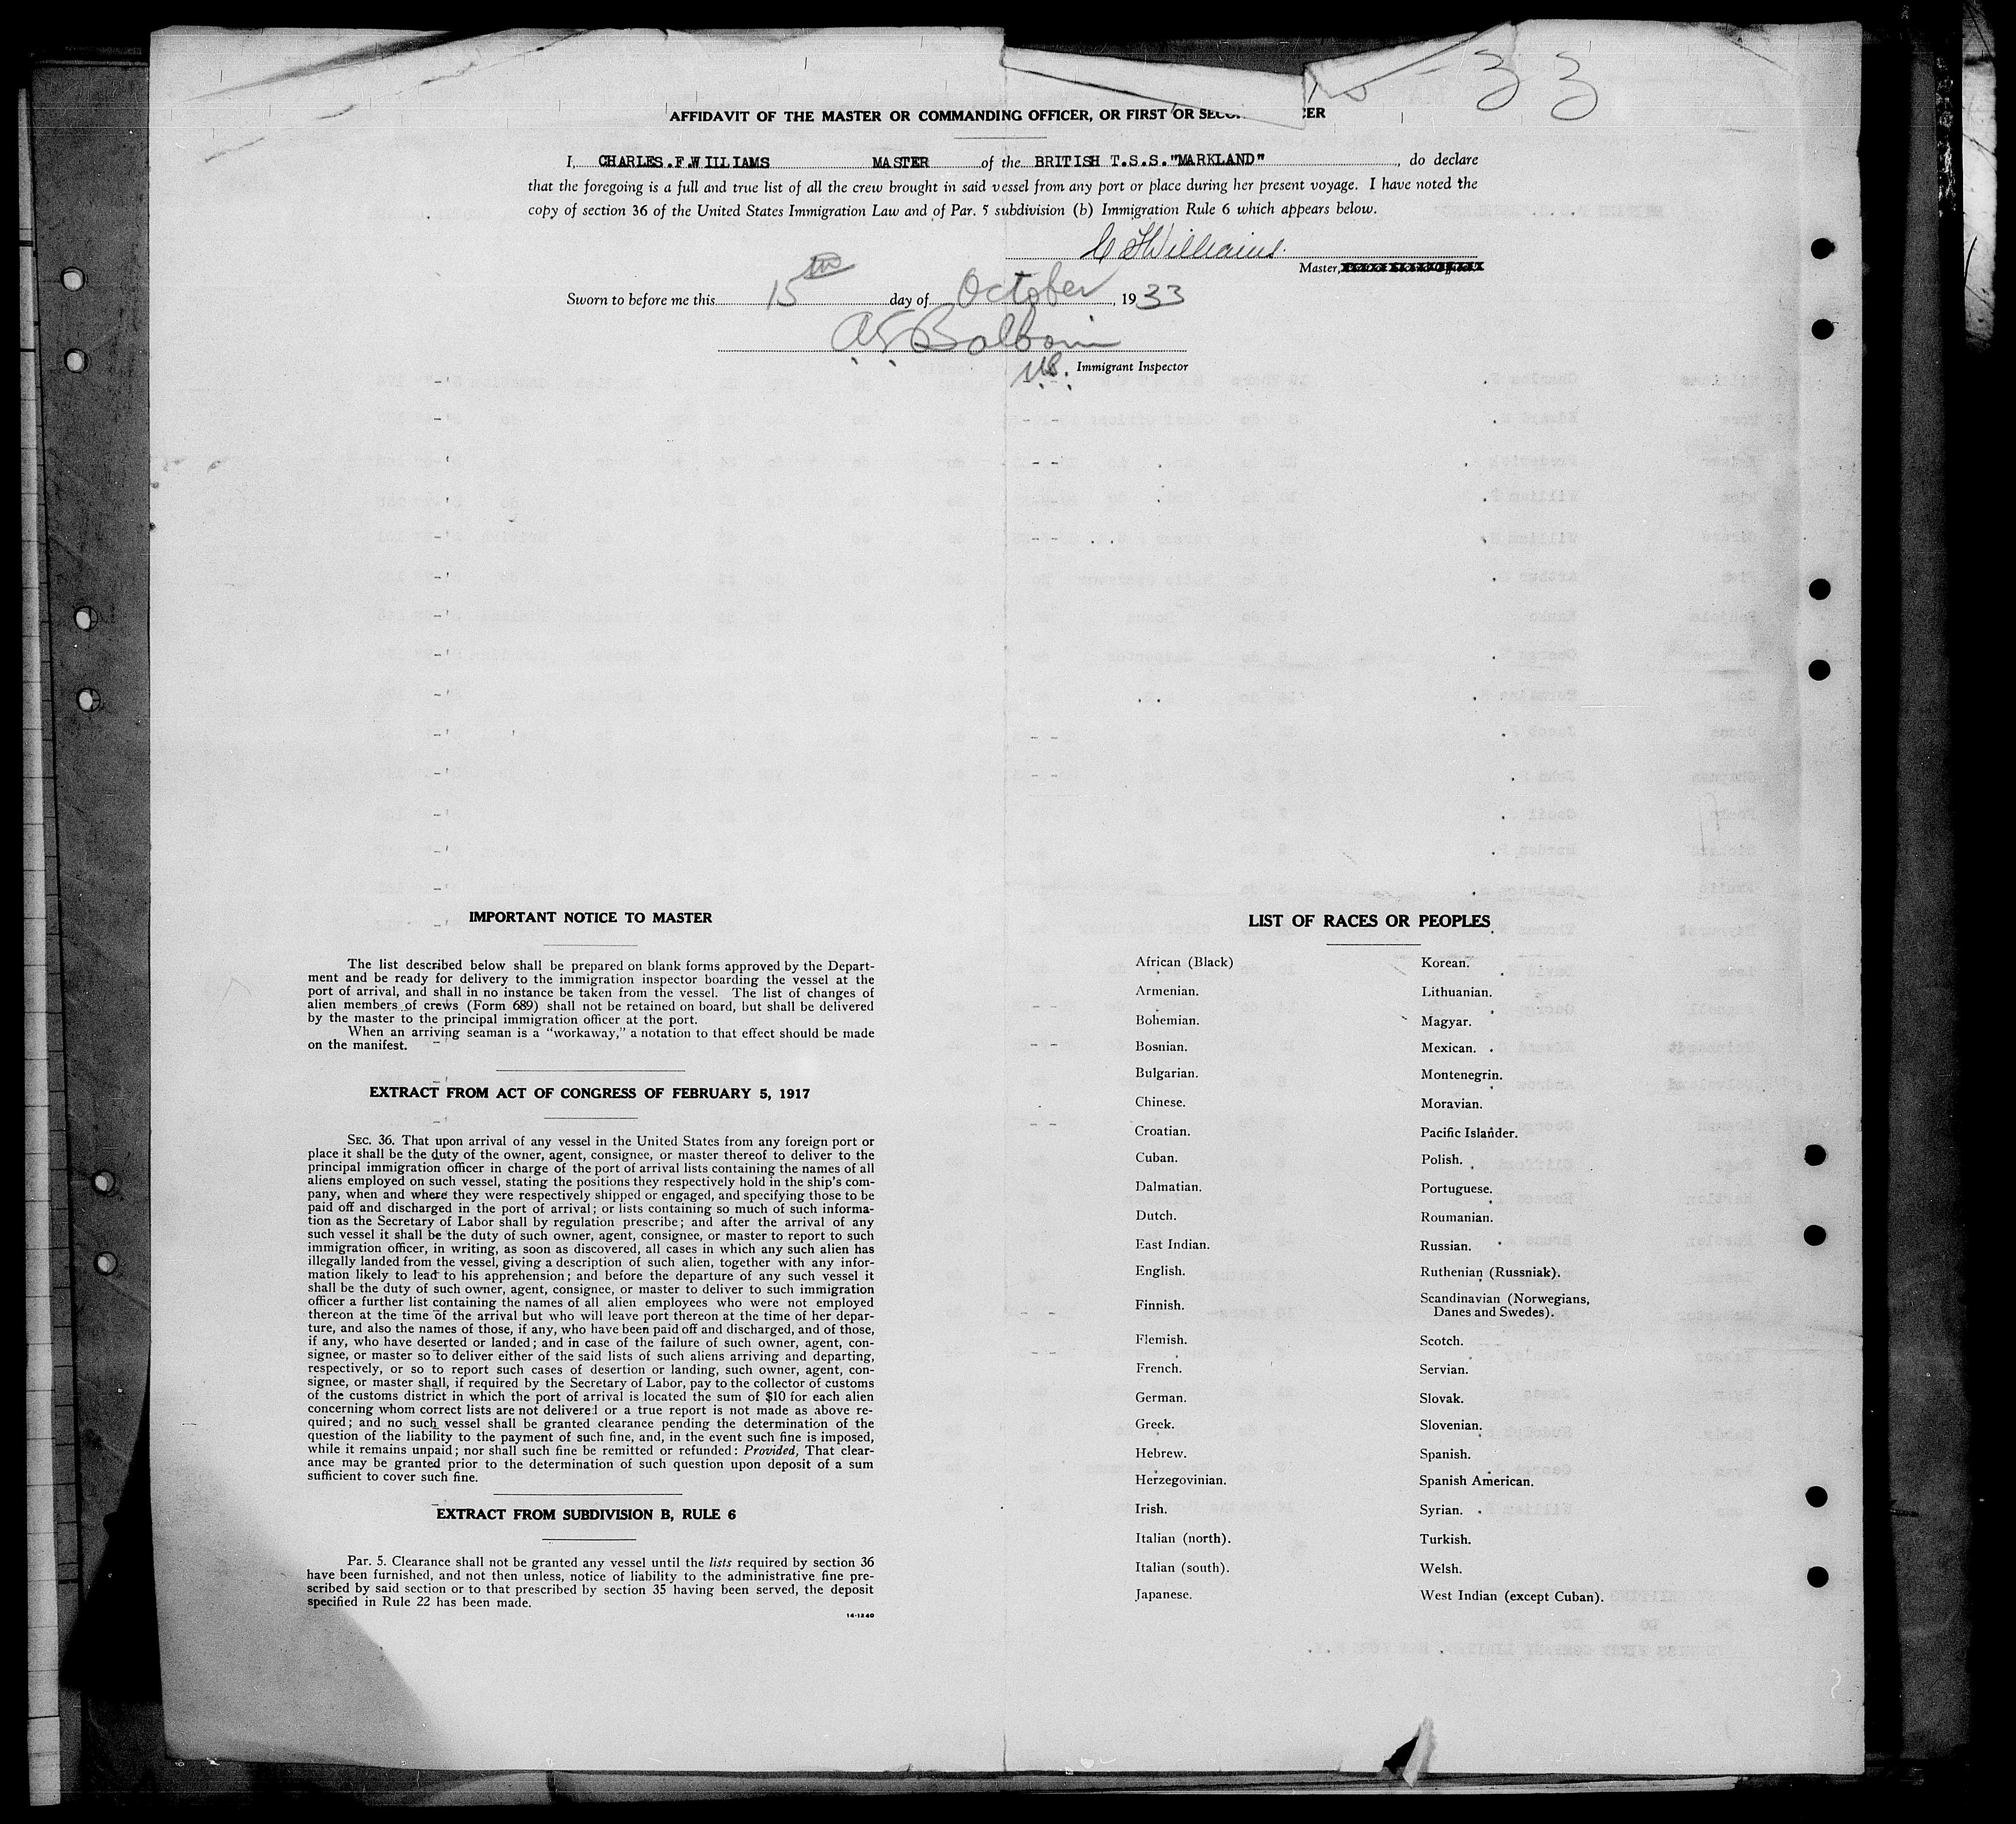 33
AFFIDAVIT OF THE MASTER OR COMMANDING OFFICER, OR FIRST OR
I, CHARLES.F.WILLIAMS MASTER of the BRITISH T.S.S."MARKLAND" , do declare
that the foregoing is a full and true list of all the crew brought in said vessel from any port or place during her present voyage. I have noted the
copy of section 36 of the United States Immigration Law and of Par. 5 subdivision (b) Immigration Rule 6 which appears below.
C F Williams.
Master,
Sworn to before me this 15th day of October, 1933
US. Immigrant Inspector
IMPORTANT NOTICE TO MASTER
The list described below shall be prepared on blank forms approved by the Depart-
ment and be ready for delivery to the immigration inspector boarding the vessel at the
port of arrival, and shall in no instance be taken from the vessel. The list of changes of
alien members of crews (Form 689) shall not be retained on board, but shall be delivered
by the master to the principal immigration officer at the port.
When an arriving seaman is a "workaway," a notation to that effect should be made
on the manifest.
EXTRACT FROM ACT OF CONGRESS OF FEBRUARY 5, 1917
SEC. 36. That upon arrival of any vessel in the United States from any foreign port or
place it shall be the duty of the owner, agent, consignee, or master thereof to deliver to the
principal immigration officer in charge of the port of arrival lists containing the names of all
aliens employed on such vessel, stating the positions they respectively hold in the ship's com-
pany, when and where they were respectively shipped or engaged, and specifying those to be
paid off and discharged in the port of arrival; or lists containing so much of such informa-
tion as the Secretary of Labor shall by regulation prescribe; and after the arrival of any
such vessel it shall be the duty of such owner, agent, consignee, or master to report to such
immigration officer, in writing, as soon as discovered, all cases in which any such alien has
illegally landed from the vessel, giving a description of such alien, together with any infor-
mation likely to lead to his apprehension; and before the departure of any such vessel it
shall be the duty of such owner, agent, consignee, or master to deliver to such immigration
officer a further list containing the names of all alien employees who were not employed
thereon at the time of the arrival but who will leave port thereon at the time of her depar-
ture, and also the names of those, if any, who have been paid off and discharged, and of those,
if any, who have deserted or landed; and in case of the failure of such owner, agent, con-
signee, or master so to deliver either of the said lists of such aliens arriving and departing,
respectively, or so to report such cases of desertion or landing, such owner, agent, con-
signee, or master shall, if required by the Secretary of Labor, pay to the collector of customs
of the customs district in which the port of arrival is located the sum of $10 for each alien
concerning whom correct lists are not delivered or a true report is not made as above re-
quired; and no such vessel shall be granted clearance pending the determination of the
question of the liability to the payment of such fine, and, in the event such fine is imposed,
while it remains unpaid; nor shall such fine be remitted or refunded: Provided, That clear-
ance may be granted prior to the determination of such question upon deposit of a sum
sufficient to cover such fine.
EXTRACT FROM SUBDIVISION B, RULE 6
Par. 5. Clearance shall not be granted any vessel until the lists required by section 36
have been furnished, and not then unless, notice of liability to the administrative fine pre-
scribed by said section or to that prescribed by section 35 having been served, the deposit
specified in Rule 22 has been made.
14-1240
LIST OF RACES OR PEOPLES
African (Black)
Armenian.
Bohemian.
Bosnian.
Bulgarian.
Chinese.
Croatian.
Cuban.
Dalmatian.
Dutch.
East Indian.
English.
Finnish.
Flemish.
French.
German.
Greek.
Hebrew.
Herzegovinian.
Irish.
Italian (north).
Italian (south).
Japanese.
Korean.
Lithuanian.
Magyar.
Mexican.
Montenegrin.
Moravian.
Pacific Islander.
Polish.
Portuguese.
Roumanian.
Russian.
Ruthenian (Russniak).
Scandinavian (Norwegians,
Danes and Swedes).
Scotch.
Servian.
Slovak.
Slovenian.
Spanish.
Spanish American.
Syrian.
Turkish.
Welsh.
West Indian (except Cuban).